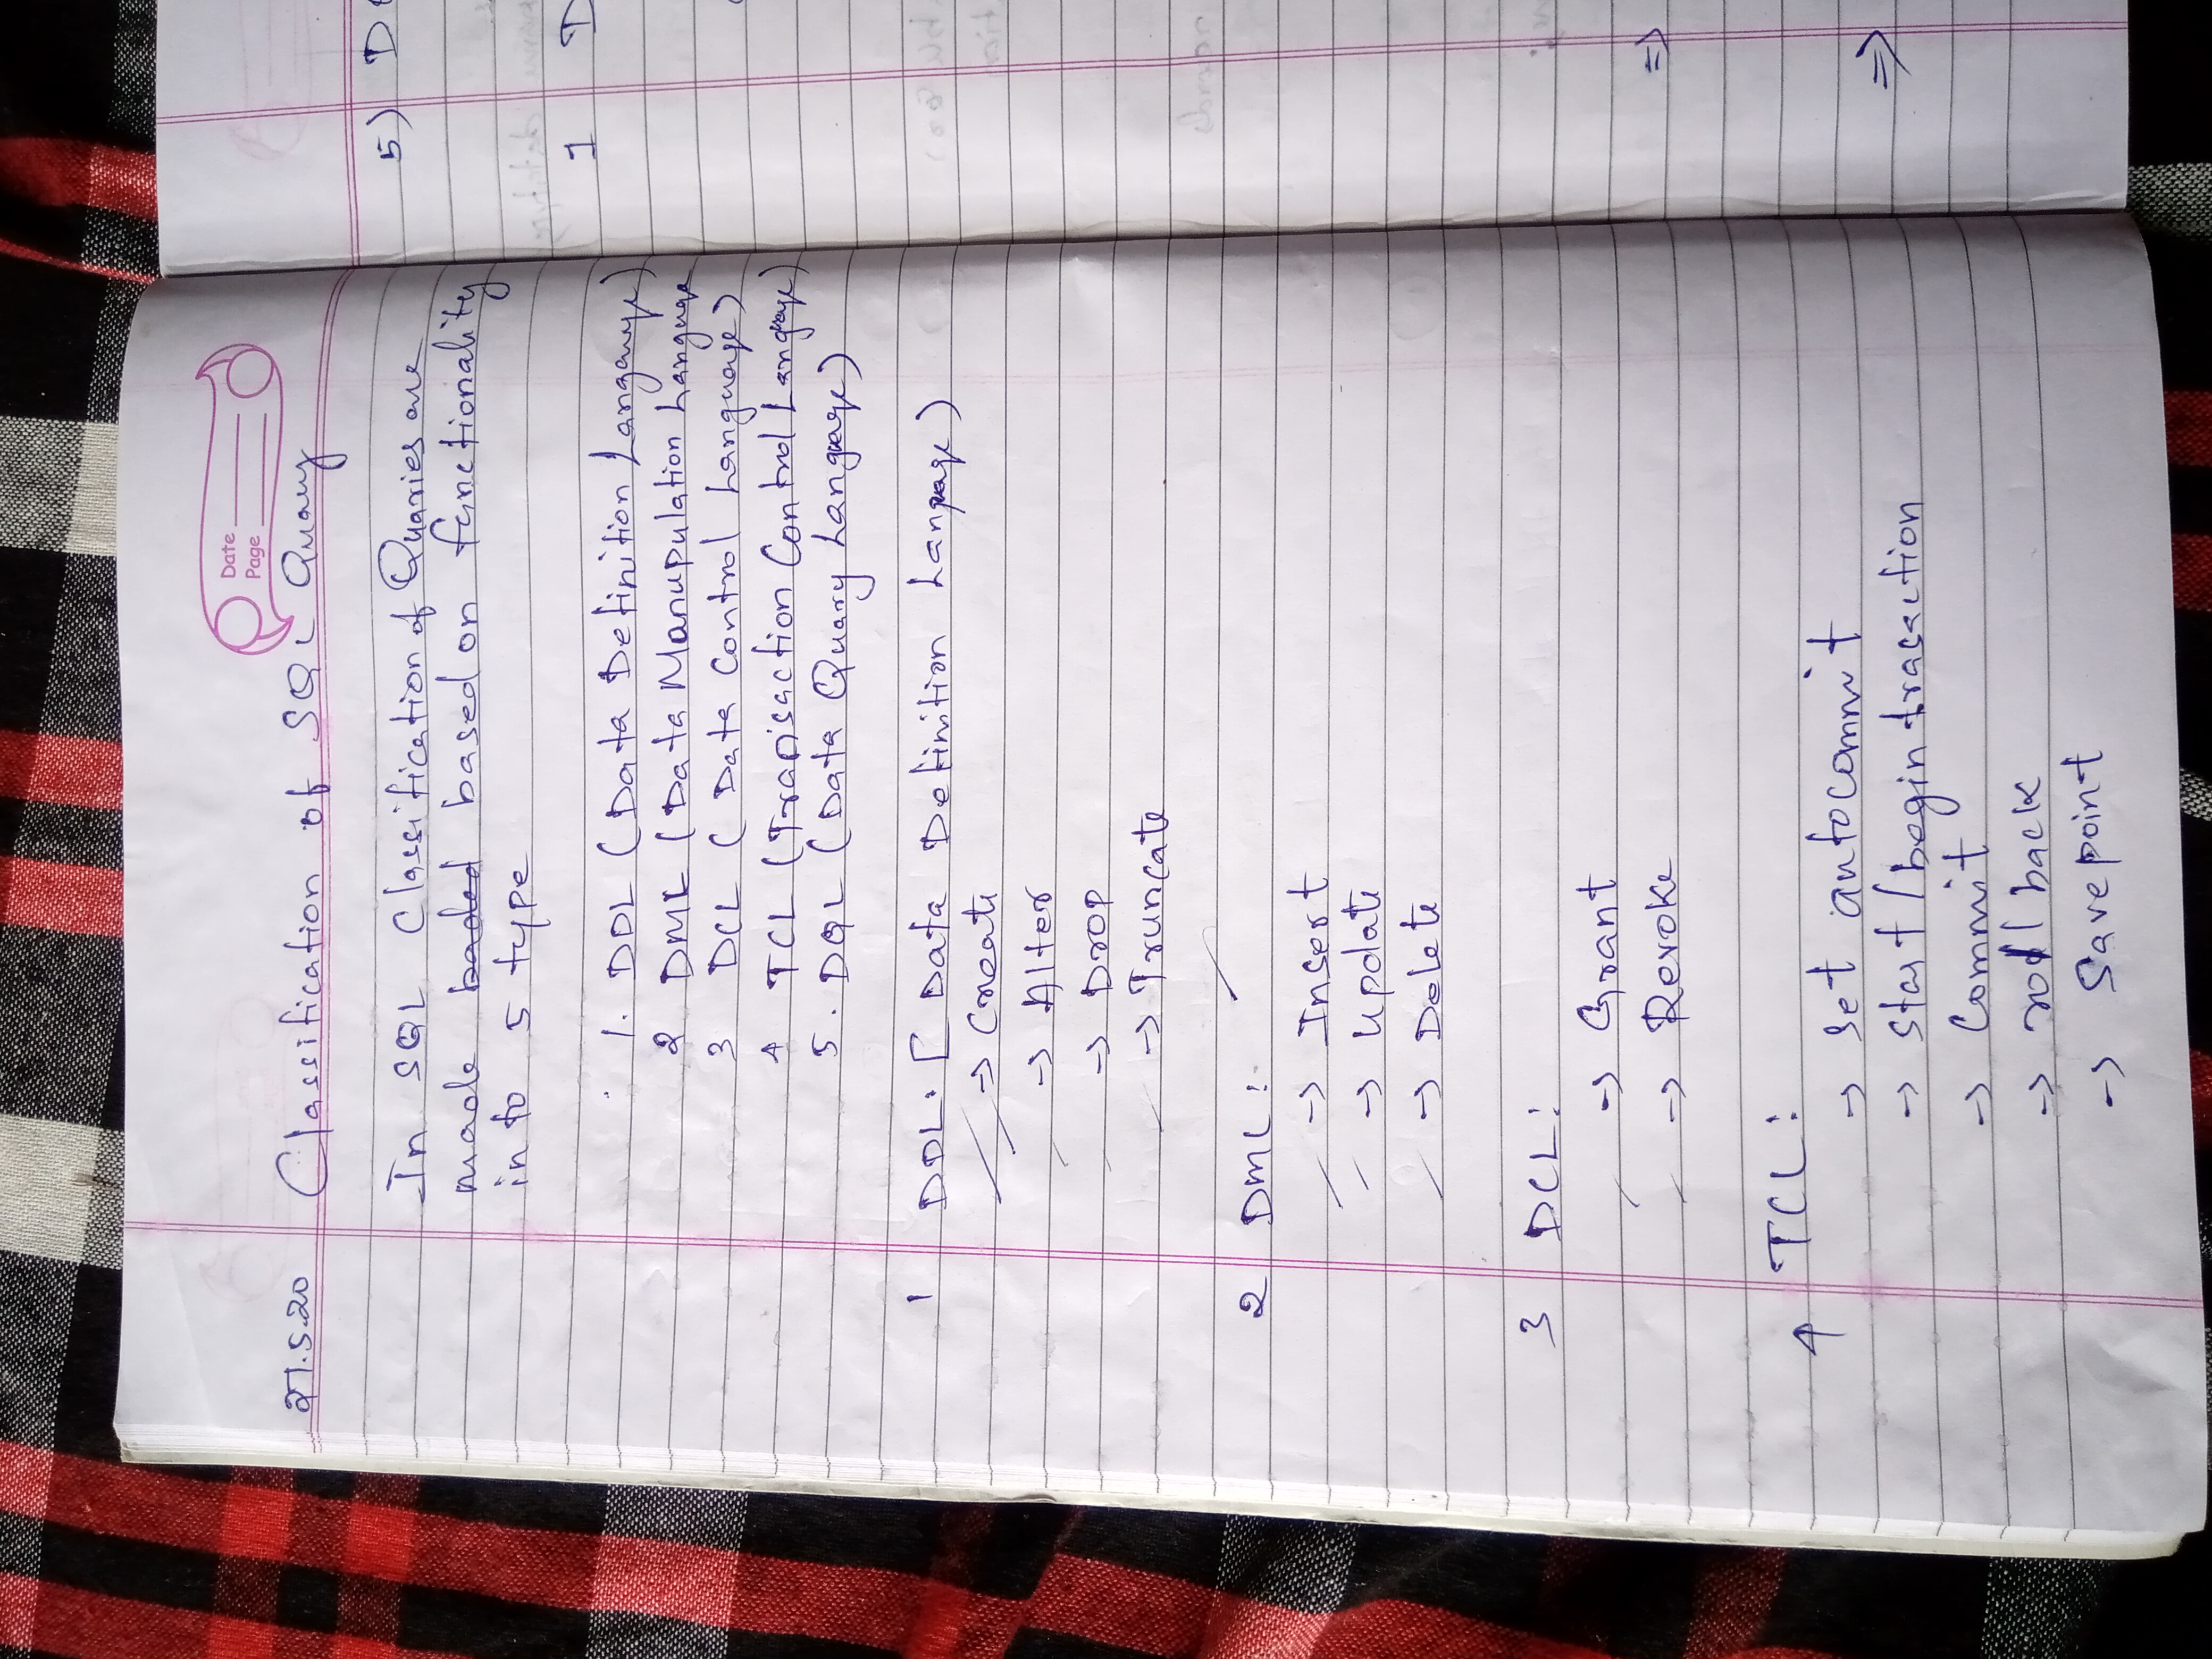 Date
Page
27.5.20 Classification of SQL Quary
In SQL Classification of Quaries are
made based on functionality
in to 5 type
1. DDL (Data Definition Langauge)
2 DML (Data Manupulation Language
3 DCL (Data Control Language)
4 TCL (Transaction Control Language)
5. DQL (Data Quary Language)
1 DDL: [Data Definition Language)
→ Create
→ Alter
→ Drop
→ Truncate
2 DML :-
→ Insert
→ Update
→ Delete
3 DCL:
→ Grant
→ Revoke
4 TCL:
→ Set autocommit
→ Start / begin trasaction
→ Commit
→ roll back
→ Save point
5) D
1 D
⇒
⇒